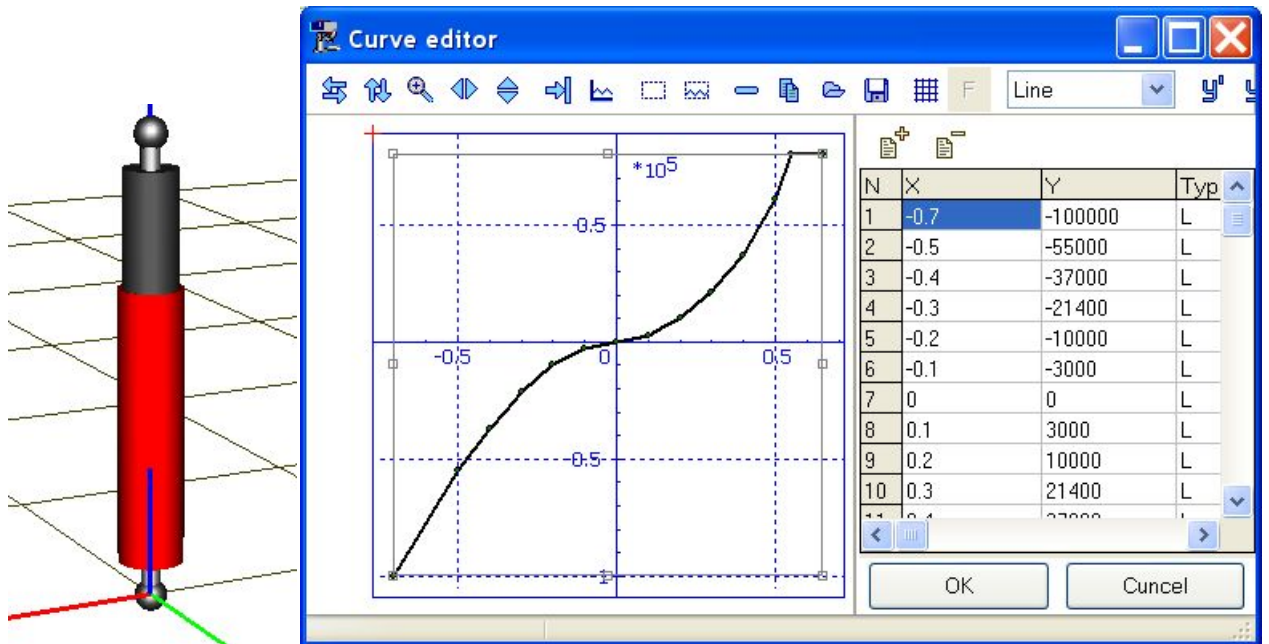 Curve editor
F Line y'
*10⁵
0.5
-0.5 0 0.5
-0.5
-1
N X Y Typ
1 -0.7 -100000 L
2 -0.5 -55000 L
3 -0.4 -37000 L
4 -0.3 -21400 L
5 -0.2 -10000 L
6 -0.1 -3000 L
7 0 0 L
8 0.1 3000 L
9 0.2 10000 L
10 0.3 21400 L
OK Cuncel